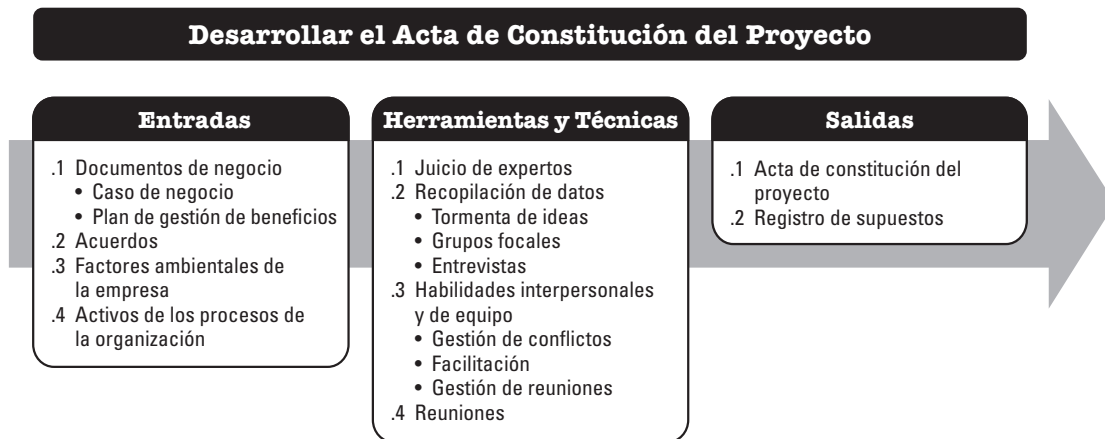 Desarrollar el Acta de Constitución del Proyecto
Entradas
.1 Documentos de negocio
• Caso de negocio
• Plan de gestión de beneficios
.2 Acuerdos
.3 Factores ambientales de
la empresa
.4 Activos de los procesos de
la organización
Herramientas y Técnicas
.1 Juicio de expertos
.2 Recopilación de datos
• Tormenta de ideas
• Grupos focales
• Entrevistas
.3 Habilidades interpersonales
y de equipo
• Gestión de conflictos
• Facilitación
• Gestión de reuniones
.4 Reuniones
Salidas
.1 Acta de constitución del
proyecto
.2 Registro de supuestos